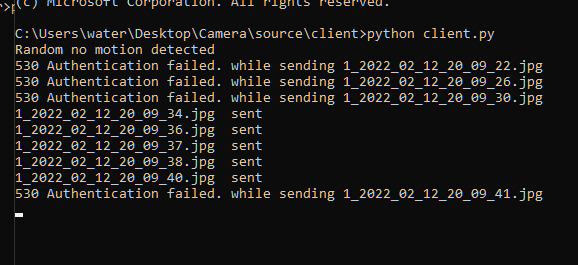 (c) Microsoft Corporation. All rights reserved.
C:\Users\water\Desktop\Camera\source\client>python client.py
Random no motion detected
530 Authentication failed. while sending 1_2022_02_12_20_09_22.jpg
530 Authentication failed. while sending 1_2022_02_12_20_09_26.jpg
530 Authentication failed. while sending 1_2022_02_12_20_09_30.jpg
1_2022_02_12_20_09_34.jpg  sent
1_2022_02_12_20_09_36.jpg  sent
1_2022_02_12_20_09_37.jpg  sent
1_2022_02_12_20_09_38.jpg  sent
1_2022_02_12_20_09_40.jpg  sent
530 Authentication failed. while sending 1_2022_02_12_20_09_41.jpg